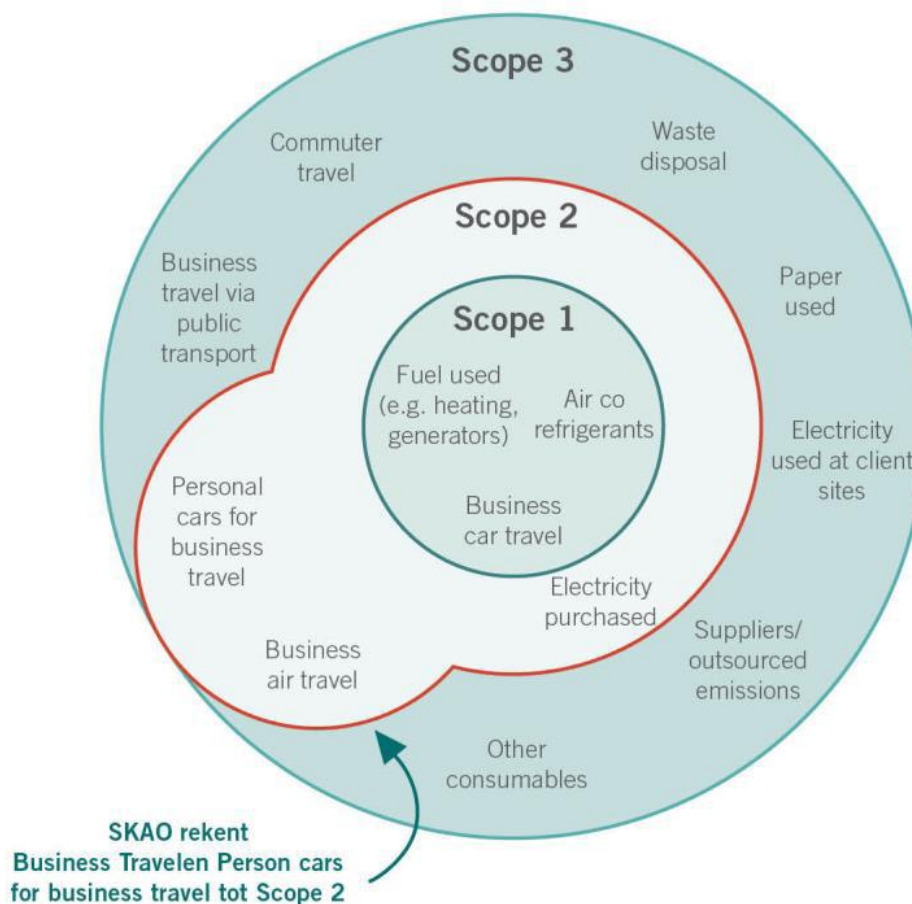 Scope 3
Commuter
travel
Waste
disposal
Scope 2
Business
travel via
public
transport
Paper
used
Scope 1
Fuel used
(e.g. heating,
generators)
Air co
refrigerants
Electricity
used at client
sites
Personal
cars for
business
travel
Business
car travel
Electricity
purchased
Suppliers/
outsourced
emissions
Business
air travel
Other
consumables
SKAO rekent
Business Travelen Person cars
for business travel tot Scope 2